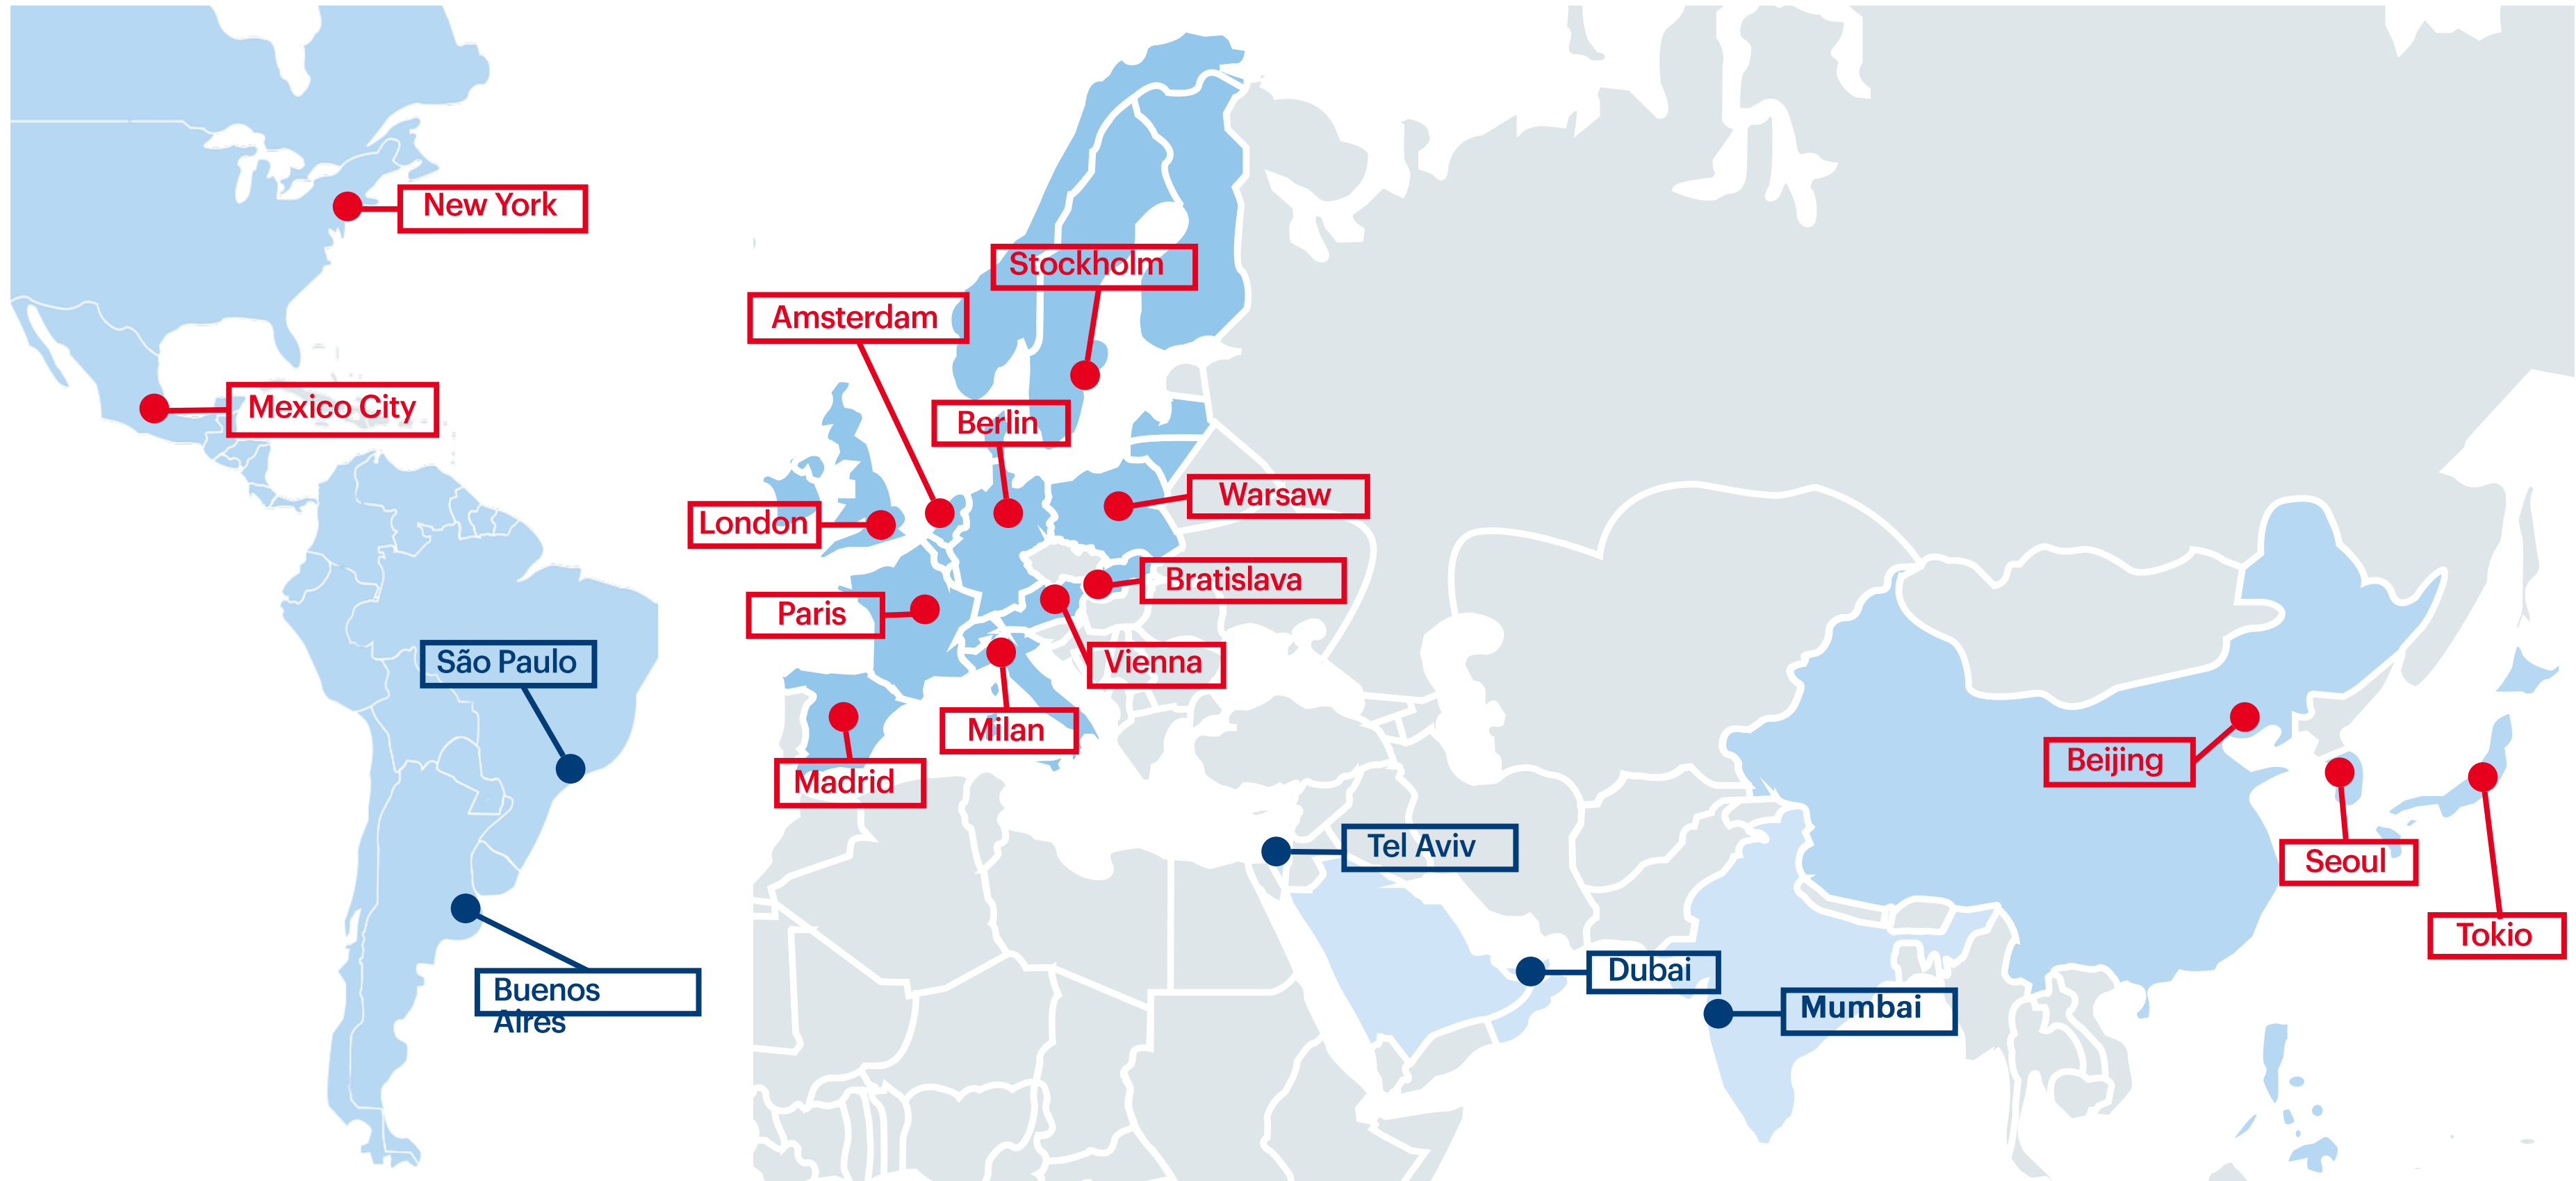 New York
Stockholm
Amsterdam
Mexico City
Berlin
Warsaw
London
Bratislava
Paris
São Paulo
Vienna
Milan
Madrid
Beijing
Tel Aviv
Seoul
Tokio
Dubai
Buenos
Aires
Mumbai